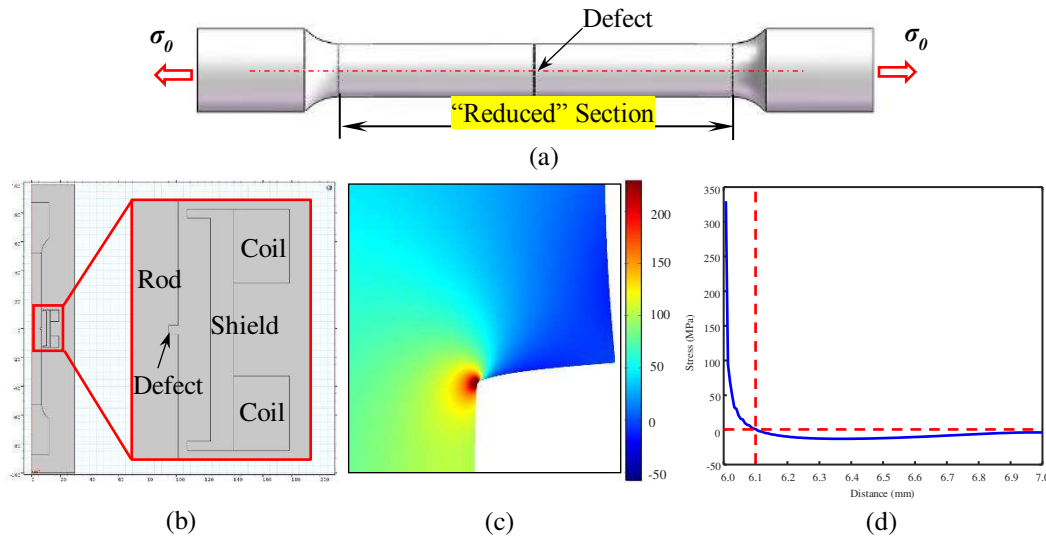 σ₀
Defect
σ₀
“Reduced” Section
(a)
Rod
Coil
Shield
Defect
Coil
(b)
200
150
100
50
0
-50
(c)
350
300
250
200
150
100
50
0
-50
Stress (MPa)
6.0 6.1 6.2 6.3 6.4 6.5 6.6 6.7 6.8 6.9 7.0
Distance (mm)
(d)